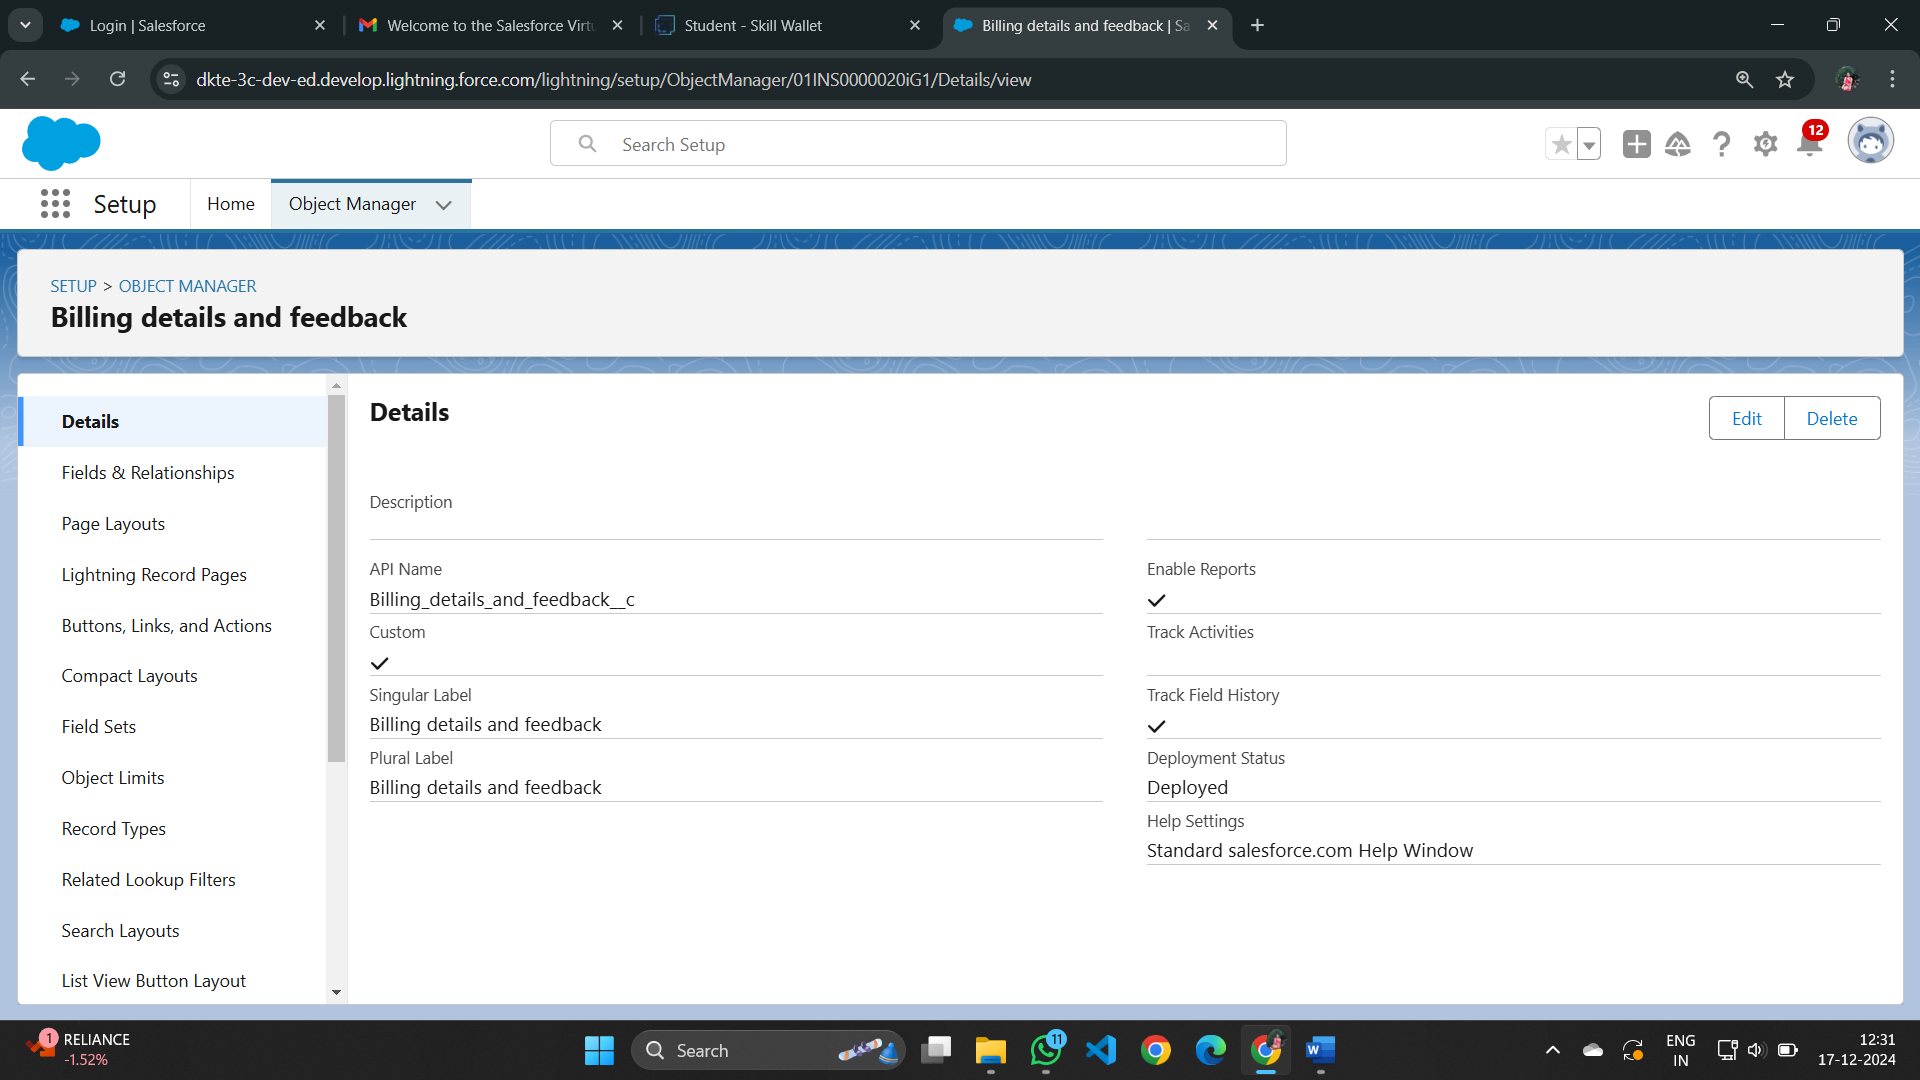 Login | Salesforce
Welcome to the Salesforce Virtu
Student - Skill Wallet
Billing details and feedback | Sa
dkte-3c-dev-ed.develop.lightning.force.com/lightning/setup/ObjectManager/01INS0000020iG1/Details/view
Search Setup
12
Setup
Home
Object Manager
SETUP > OBJECT MANAGER
Billing details and feedback
Details
Fields & Relationships
Page Layouts
Lightning Record Pages
Buttons, Links, and Actions
Compact Layouts
Field Sets
Object Limits
Record Types
Related Lookup Filters
Search Layouts
List View Button Layout
Details
Edit
Delete
Description
API Name
Billing_details_and_feedback__c
Custom
Singular Label
Billing details and feedback
Plural Label
Billing details and feedback
Enable Reports
Track Activities
Track Field History
Deployment Status
Deployed
Help Settings
Standard salesforce.com Help Window
1
RELIANCE
-1.52%
Search
11
W
ENG
IN
12:31
17-12-2024